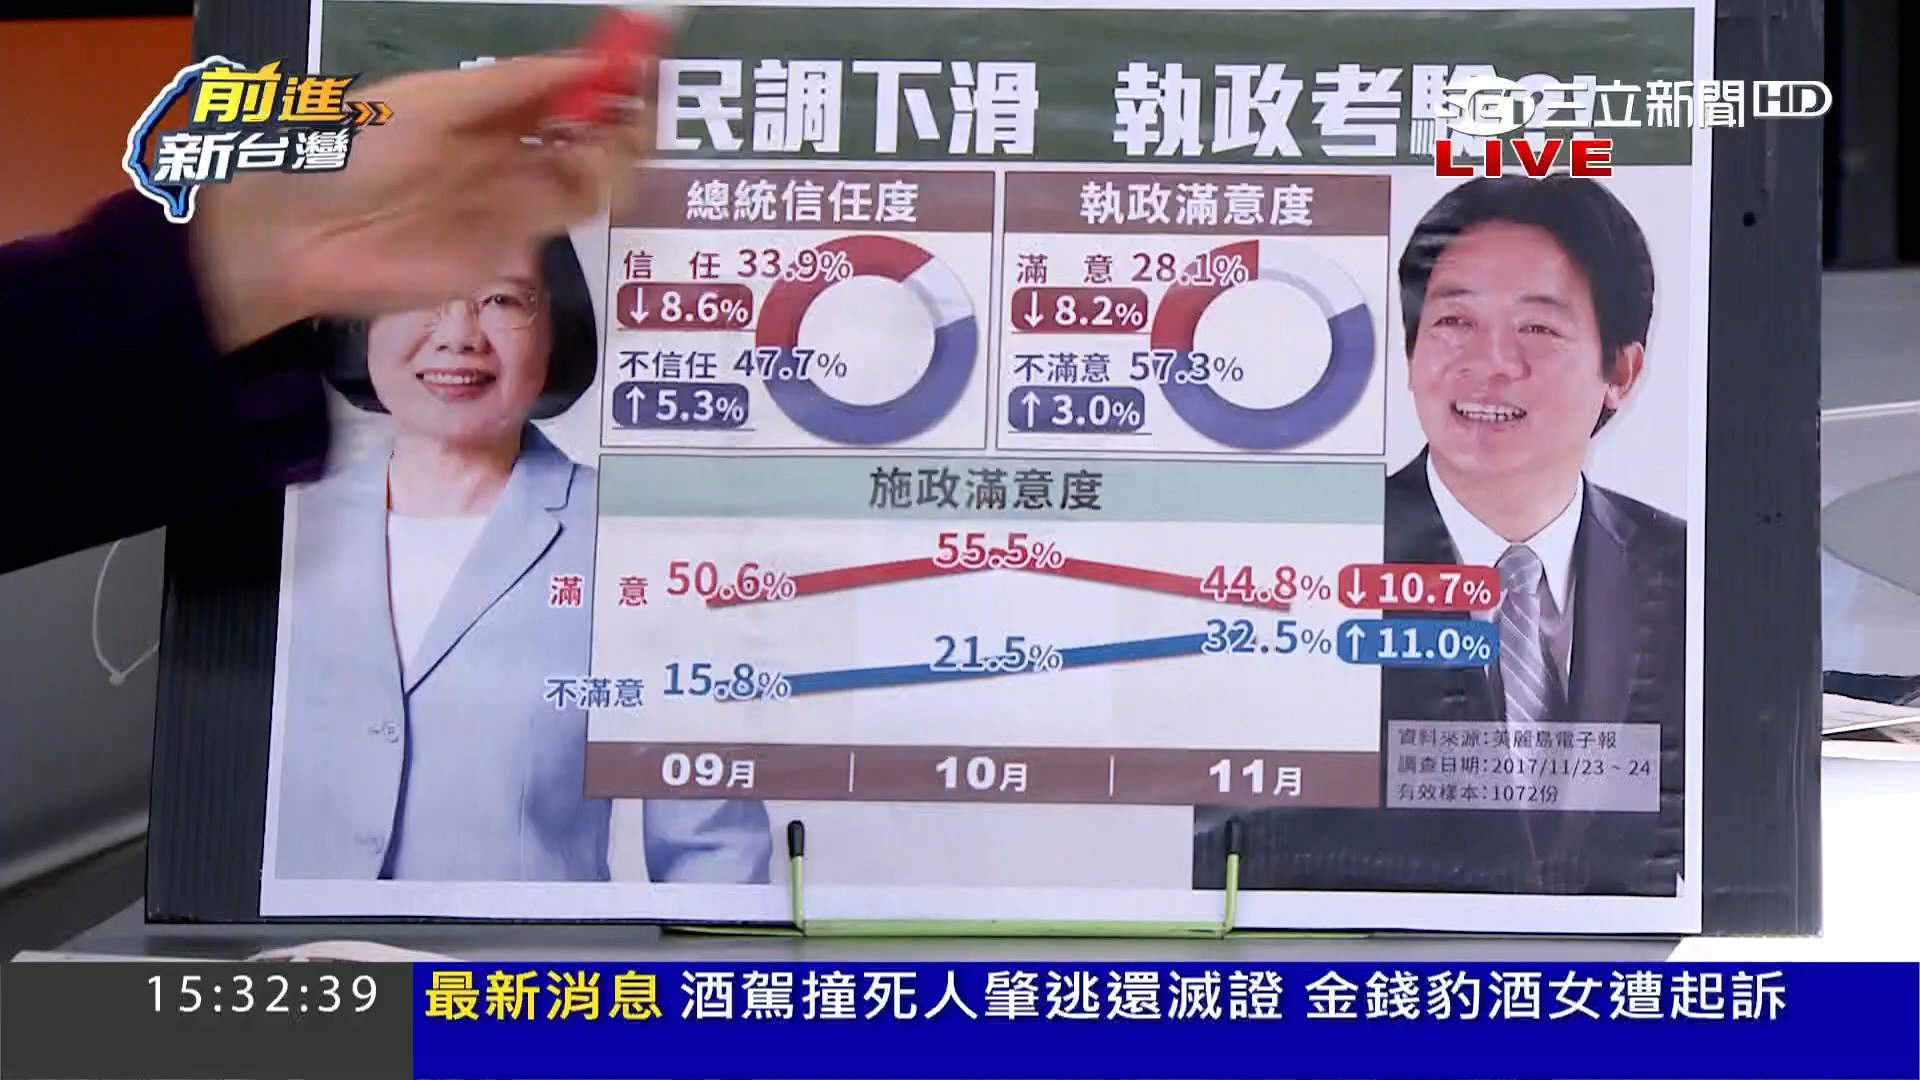 前進
新台灣
民調下滑 執政考驗?!
SETN三立新聞HD
LIVE
總統信任度
信 任 33.9%
↓8.6%
不信任 47.7%
↑5.3%
執政滿意度
滿 意 28.1%
↓8.2%
不滿意 57.3%
↑3.0%
施政滿意度
滿 意 50.6% 55.5% 44.8% ↓10.7%
不滿意 15.8% 21.5% 32.5% ↑11.0%
09月 10月 11月
資料來源:美麗島電子報
調查日期:2017/11/23~24
有效樣本:1072份
15:32:39
最新消息 酒駕撞死人肇逃還滅證 金錢豹酒女遭起訴